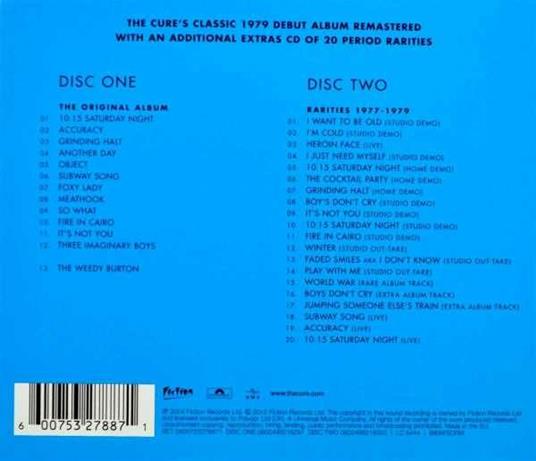 THE CURE'S CLASSIC 1979 DEBUT ALBUM REMASTERED
WITH AN ADDITIONAL EXTRAS CD OF 20 PERIOD RARITIES
DISC ONE
THE ORIGINAL ALBUM
01. 10.15 SATURDAY NIGHT
02. ACCURACY
03. GRINDING HALT
04. ANOTHER DAY
05. OBJECT
06. SUBWAY SONG
07. FOXY LADY
08. MEATHOOK
09. SO WHAT
10. FIRE IN CAIRO
11. IT'S NOT YOU
12. THREE IMAGINARY BOYS
13. THE WEEDY BURTON
DISC TWO
RARITIES 1977-1979
01. I WANT TO BE OLD (STUDIO DEMO)
02. I'M COLD (STUDIO DEMO)
03. HEROIN FACE (LIVE)
04. I JUST NEED MYSELF (STUDIO DEMO)
05. 10.15 SATURDAY NIGHT (HOME DEMO)
06. THE COCKTAIL PARTY (HOME DEMO)
07. GRINDING HALT (HOME DEMO)
08. BOY'S DON'T CRY (STUDIO DEMO)
09. IT'S NOT YOU (STUDIO DEMO)
10. 10.15 SATURDAY NIGHT (STUDIO DEMO)
11. FIRE IN CAIRO (STUDIO DEMO)
12. WINTER (STUDIO OUT-TAKE)
13. FADED SMILES AKA I DON'T KNOW (STUDIO OUT-TAKE)
14. PLAY WITH ME (STUDIO OUT-TAKE)
15. WORLD WAR (RARE ALBUM TRACK)
16. BOYS DON'T CRY (EXTRA ALBUM TRACK)
17. JUMPING SOMEONE ELSE'S TRAIN (EXTRA ALBUM TRACK)
18. SUBWAY SONG (LIVE)
19. ACCURACY (LIVE)
20. 10.15 SATURDAY NIGHT (LIVE)
Fiction
www.thecure.com
6 00753 27887 1